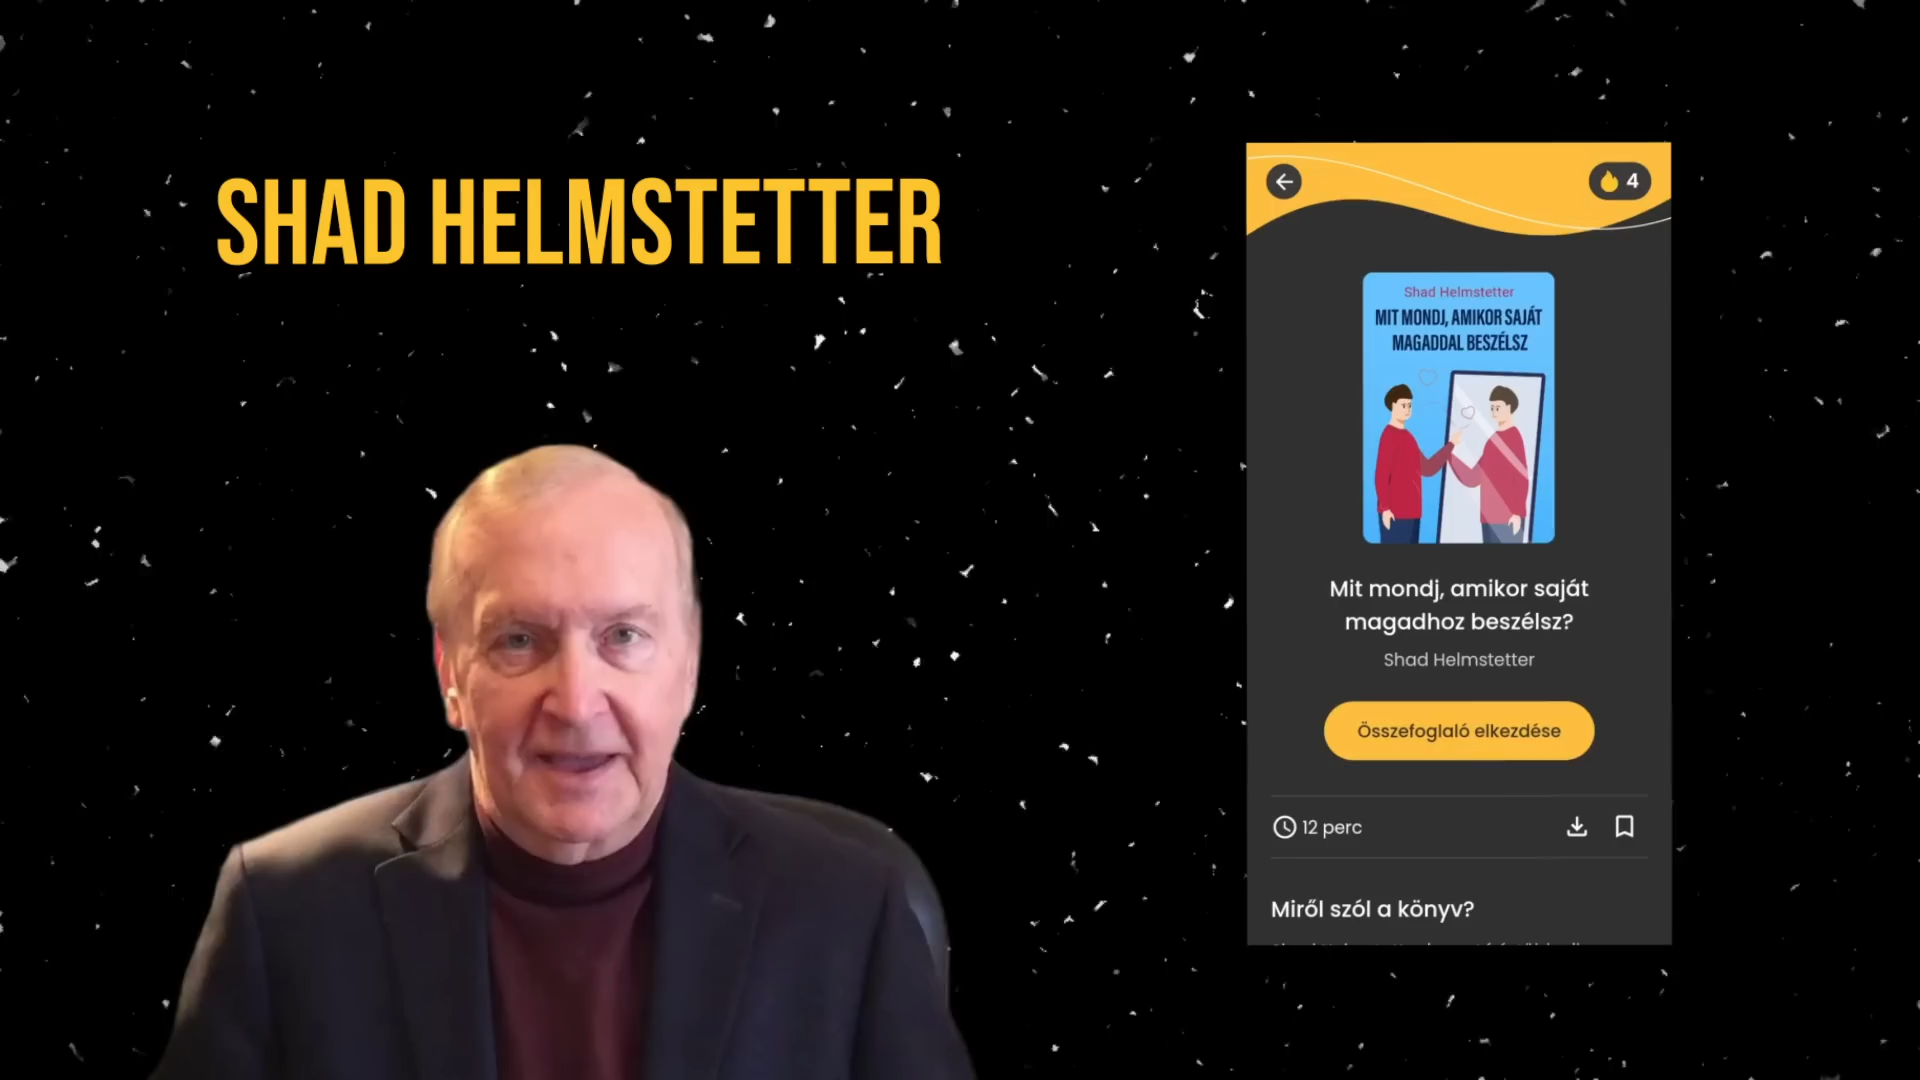 SHAD HELMSTETTER
4
Shad Helmstetter
MIT MONDJ, AMIKOR SAJÁT
MAGADDAL BESZÉLSZ
Mit mondj, amikor saját
magadhoz beszélsz?
Shad Helmstetter
Összefoglaló elkezdése
12 perc
Miről szól a könyv?